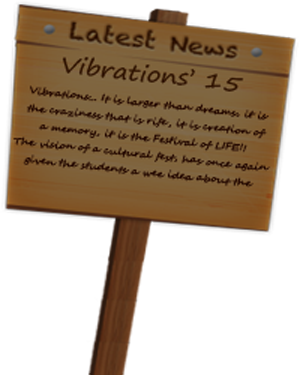 Latest News
Vibrations' 15
Vibrations... It is larger than dreams, it is
the craziness that is rife, it is creation of
a memory, it is the Festival of LIFE!!
The vision of a cultural fest, has once again
given the students a wee idea about the